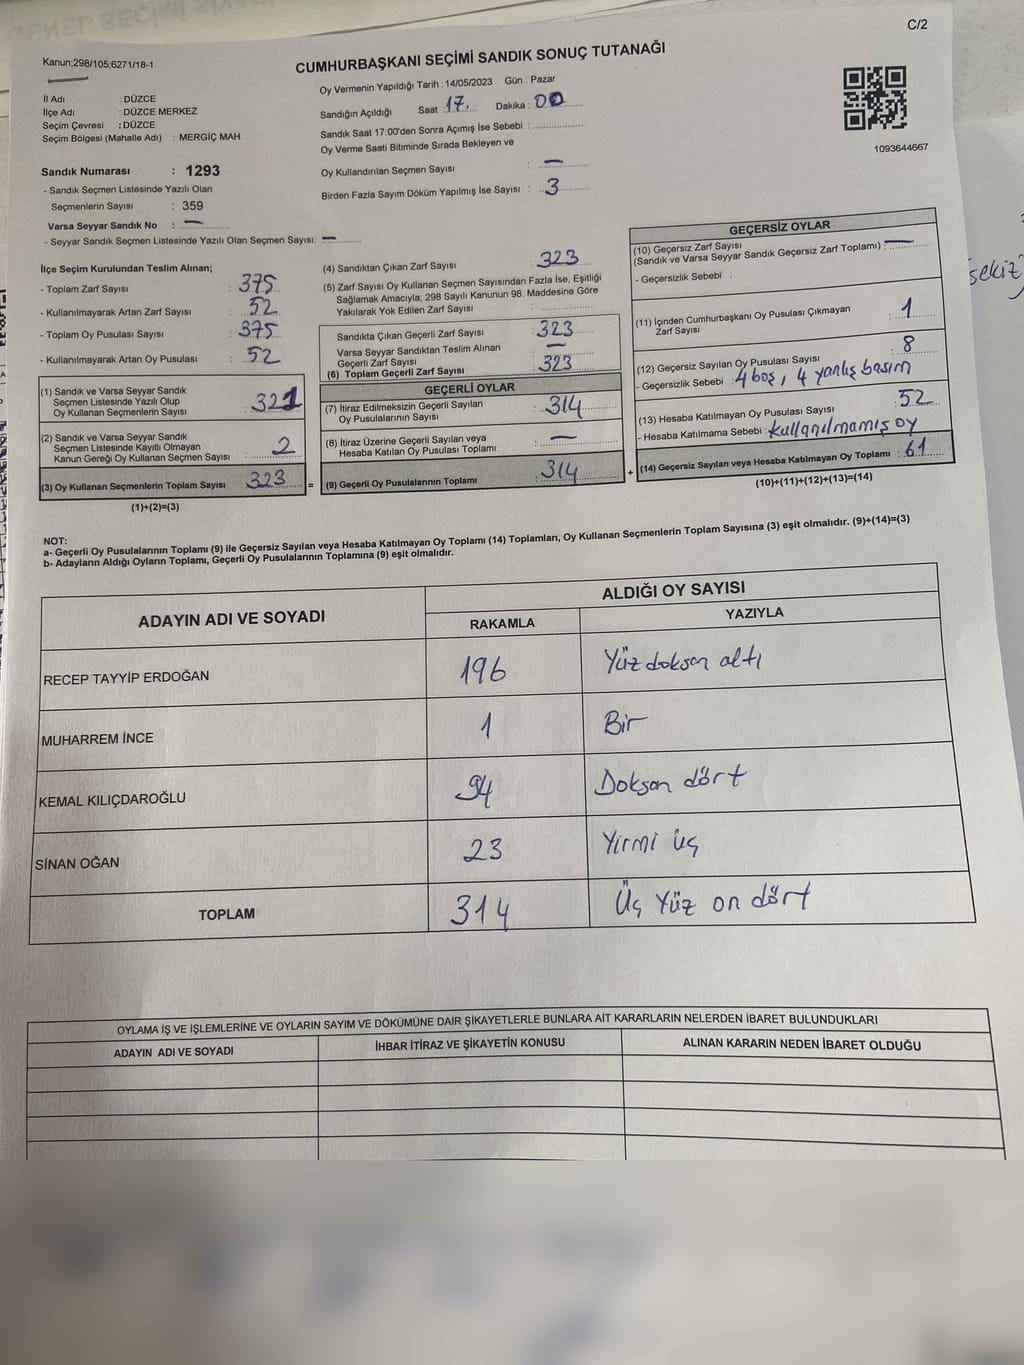 C/2
Kanun;298/105;6271/18-1
CUMHURBAŞKANI SEÇİMİ SANDIK SONUÇ TUTANAĞI
1093644667
İl Adı : DÜZCE
İlçe Adı : DÜZCE MERKEZ
Seçim Çevresi : DÜZCE
Seçim Bölgesi (Mahalle Adı) : MERGİÇ MAH.
Sandık Numarası : 1293
- Sandık Seçmen Listesinde Yazılı Olan
Seçmenlerin Sayısı : 359
Varsa Seyyar Sandık No : —
- Seyyar Sandık Seçmen Listesinde Yazılı Olan Seçmen Sayısı: —
Oy Vermenin Yapıldığı Tarih : 14/05/2023 Gün : Pazar
Sandığın Açıldığı Saat 17. Dakika : 00
Sandık Saat 17:00'den Sonra Açımış İse Sebebi :
Oy Verme Saati Bitiminde Sırada Bekleyen ve
Oy Kullandırılan Seçmen Sayısı : —
Birden Fazla Sayım Döküm Yapılmış İse Sayısı : 3
İlçe Seçim Kurulundan Teslim Alınan;
- Toplam Zarf Sayısı : 375
- Kullanılmayarak Artan Zarf Sayısı : 52
- Toplam Oy Pusulası Sayısı : 375
- Kullanılmayarak Artan Oy Pusulası : 52
(1) Sandık ve Varsa Seyyar Sandık
Seçmen Listesinde Yazılı Olup
Oy Kullanan Seçmenlerin Sayısı : 321
(2) Sandık ve Varsa Seyyar Sandık
Seçmen Listesinde Kayıtlı Olmayan
Kanun Gereği Oy Kullanan Seçmen Sayısı : 2
(3) Oy Kullanan Seçmenlerin Toplam Sayısı 323 =
(1)+(2)=(3)
(4) Sandıktan Çıkan Zarf Sayısı : 323
(5) Zarf Sayısı Oy Kullanan Seçmen Sayısından Fazla İse, Eşitliği
Sağlamak Amacıyla; 298 Sayılı Kanunun 98. Maddesine Göre
Yakılarak Yok Edilen Zarf Sayısı :
Sandıkta Çıkan Geçerli Zarf Sayısı : 323
Varsa Seyyar Sandıktan Teslim Alınan
Geçerli Zarf Sayısı : —
(6) Toplam Geçerli Zarf Sayısı : 323
GEÇERLİ OYLAR
(7) İtiraz Edilmeksizin Geçerli Sayılan
Oy Pusulalarının Sayısı : 314
(8) İtiraz Üzerine Geçerli Sayılan veya
Hesaba Katılan Oy Pusulası Toplamı : —
(9) Geçerli Oy Pusulalarının Toplamı : 314 +
GEÇERSİZ OYLAR
(10) Geçersiz Zarf Sayısı
(Sandık ve Varsa Seyyar Sandık Geçersiz Zarf Toplamı) : —
- Geçersizlik Sebebi :
(11) İçinden Cumhurbaşkanı Oy Pusulası Çıkmayan
Zarf Sayısı : 1
(12) Geçersiz Sayılan Oy Pusulası Sayısı : 8
- Geçersizlik Sebebi : 4 boş, 4 yanlış basım
(13) Hesaba Katılmayan Oy Pusulası Sayısı : 52
- Hesaba Katılmama Sebebi : kullanılmamış oy
(14) Geçersiz Sayılan veya Hesaba Katılmayan Oy Toplamı : 61
(10)+(11)+(12)+(13)=(14)
sekiz
NOT:
a- Geçerli Oy Pusulalarının Toplamı (9) ile Geçersiz Sayılan veya Hesaba Katılmayan Oy Toplamı (14) Toplamları, Oy Kullanan Seçmenlerin Toplam Sayısına (3) eşit olmalıdır. (9)+(14)=(3)
b- Adayların Aldığı Oyların Toplamı, Geçerli Oy Pusulalarının Toplamına (9) eşit olmalıdır.
ADAYIN ADI VE SOYADI ALDIĞI OY SAYISI
RAKAMLA YAZIYLA
RECEP TAYYİP ERDOĞAN 196 Yüz doksan altı
MUHARREM İNCE 1 Bir
KEMAL KILIÇDAROĞLU 94 Doksan dört
SİNAN OĞAN 23 Yirmi üç
TOPLAM 314 Üç Yüz on dört
OYLAMA İŞ VE İŞLEMLERİNE VE OYLARIN SAYIM VE DÖKÜMÜNE DAİR ŞİKAYETLERLE BUNLARA AİT KARARLARIN NELERDEN İBARET BULUNDUKLARI
ADAYIN ADI VE SOYADI İHBAR İTİRAZ VE ŞİKAYETİN KONUSU ALINAN KARARIN NEDEN İBARET OLDUĞU